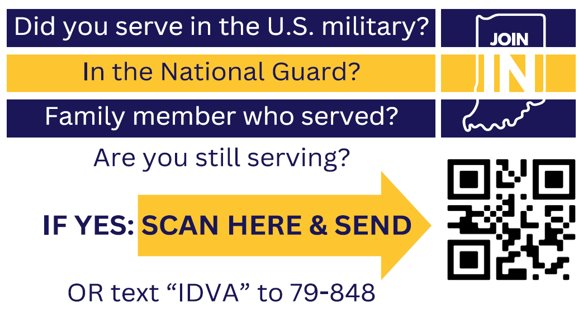 Did you serve in the U.S. military?
In the National Guard?
Family member who served?
Are you still serving?
IF YES: SCAN HERE & SEND
OR text “IDVA” to 79-848
JOIN
IN